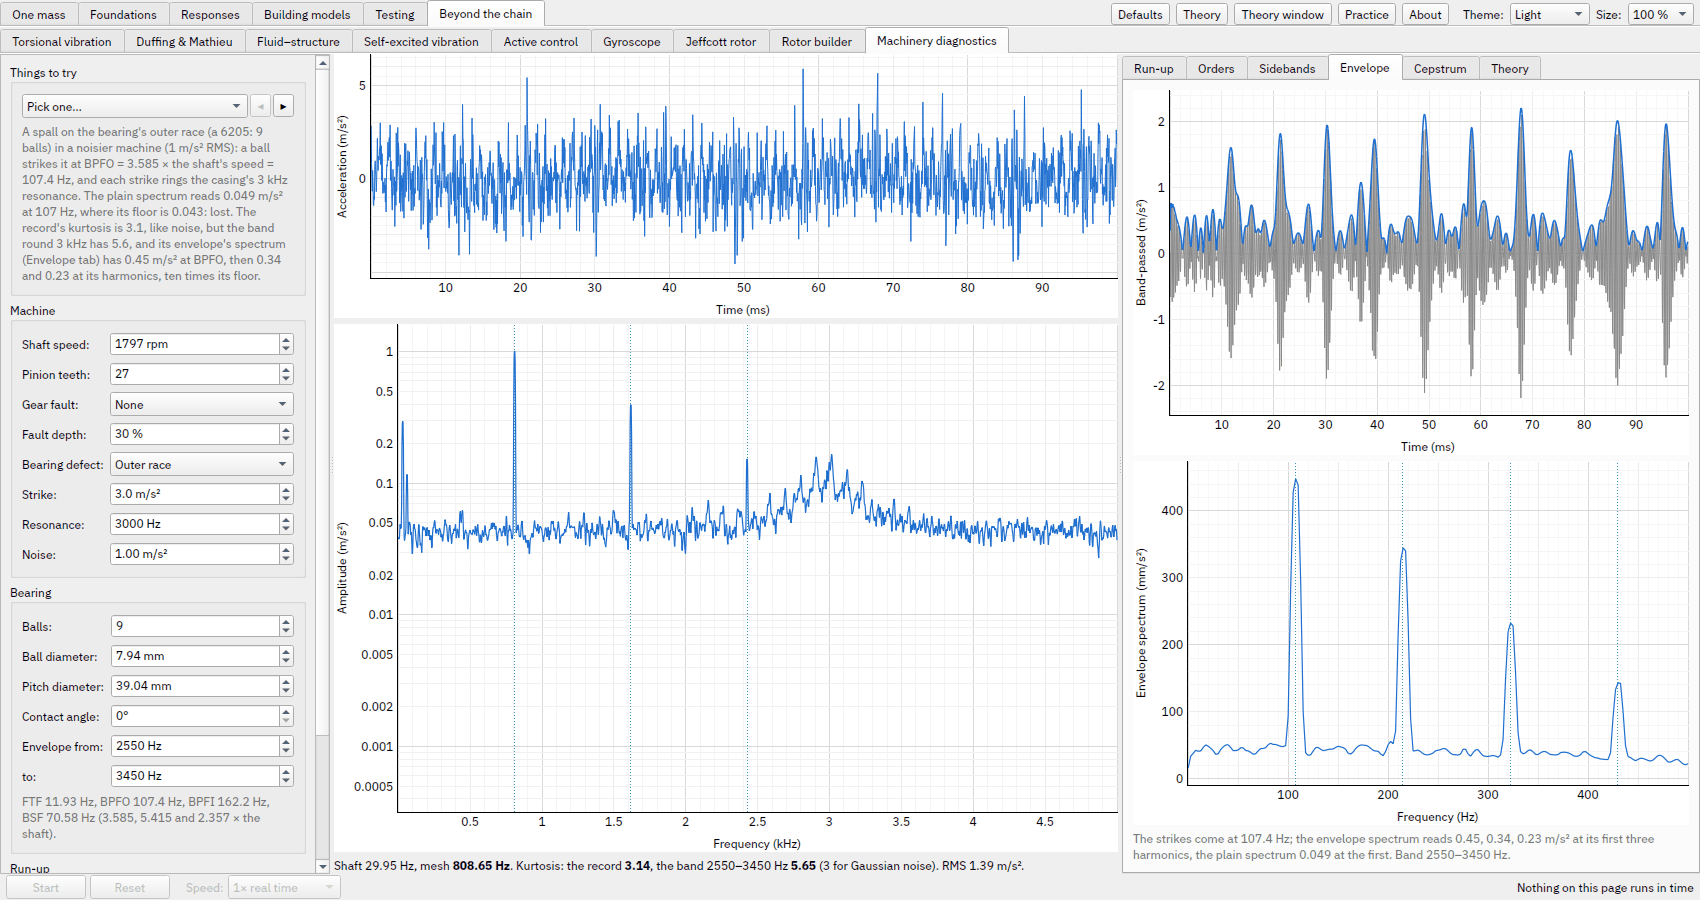 One mass
Foundations
Responses
Building models
Testing
Beyond the chain
Defaults
Theory
Theory window
Practice
About
Theme:
Light
Size:
100 %
Torsional vibration
Duffing & Mathieu
Fluid–structure
Self-excited vibration
Active control
Gyroscope
Jeffcott rotor
Rotor builder
Machinery diagnostics
Things to try
Pick one...
A spall on the bearing's outer race (a 6205: 9
balls) in a noisier machine (1 m/s² RMS): a ball
strikes it at BPFO = 3.585 × the shaft's speed =
107.4 Hz, and each strike rings the casing's 3 kHz
resonance. The plain spectrum reads 0.049 m/s²
at 107 Hz, where its floor is 0.043: lost. The
record's kurtosis is 3.1, like noise, but the band
round 3 kHz has 5.6, and its envelope's spectrum
(Envelope tab) has 0.45 m/s² at BPFO, then 0.34
and 0.23 at its harmonics, ten times its floor.
Machine
Shaft speed:
1797 rpm
Pinion teeth:
27
Gear fault:
None
Fault depth:
30 %
Bearing defect:
Outer race
Strike:
3.0 m/s²
Resonance:
3000 Hz
Noise:
1.00 m/s²
Bearing
Balls:
9
Ball diameter:
7.94 mm
Pitch diameter:
39.04 mm
Contact angle:
0°
Envelope from:
2550 Hz
to:
3450 Hz
FTF 11.93 Hz, BPFO 107.4 Hz, BPFI 162.2 Hz,
BSF 70.58 Hz (3.585, 5.415 and 2.357 × the
shaft).
Run-up
Start
Reset
Speed:
1× real time
Acceleration (m/s²)
5
0
10
20
30
40
50
60
70
80
90
Time (ms)
Amplitude (m/s²)
1
0.5
0.2
0.1
0.05
0.02
0.01
0.005
0.002
0.001
0.0005
0.5
1
1.5
2
2.5
3
3.5
4
4.5
Frequency (kHz)
Shaft 29.95 Hz, mesh 808.65 Hz. Kurtosis: the record 3.14, the band 2550–3450 Hz 5.65 (3 for Gaussian noise). RMS 1.39 m/s².
Run-up
Orders
Sidebands
Envelope
Cepstrum
Theory
Band-passed (m/s²)
2
1
0
-1
-2
10
20
30
40
50
60
70
80
90
Time (ms)
Envelope spectrum (mm/s²)
400
300
200
100
0
100
200
300
400
Frequency (Hz)
The strikes come at 107.4 Hz; the envelope spectrum reads 0.45, 0.34, 0.23 m/s² at its first three
harmonics, the plain spectrum 0.049 at the first. Band 2550–3450 Hz.
Nothing on this page runs in time